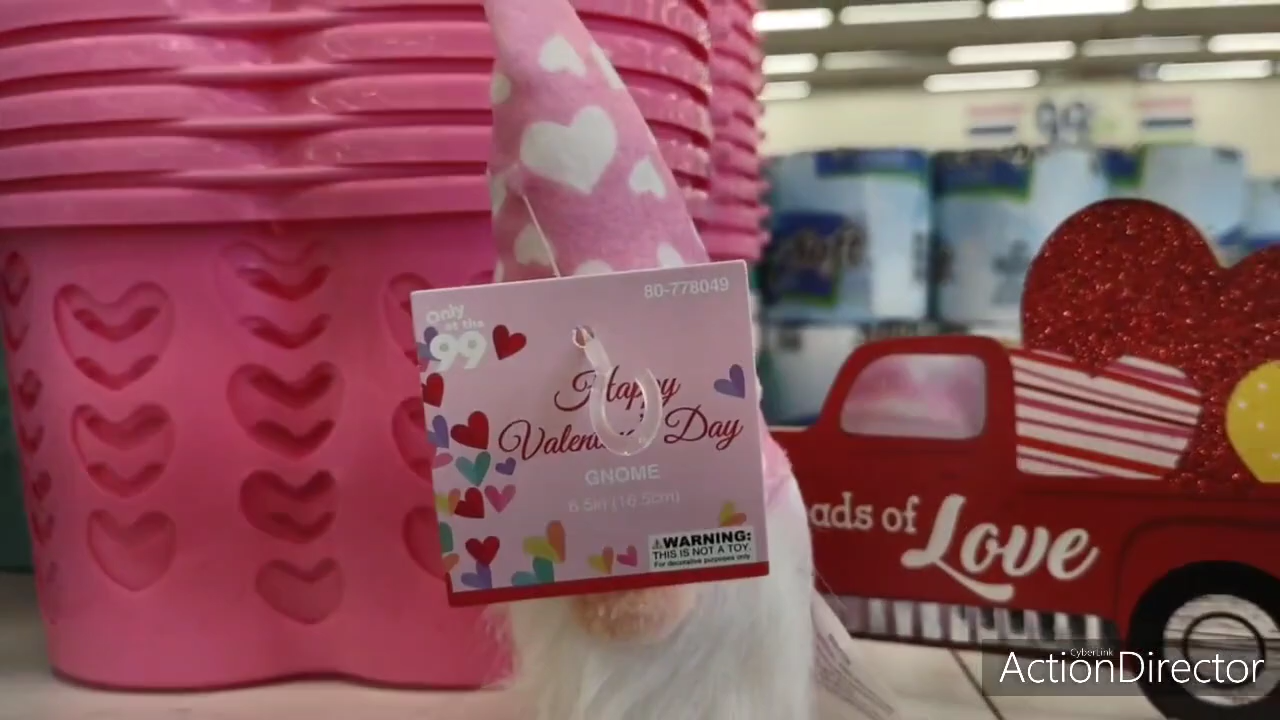 80-778049
Only
at the
99
Happy
Valentine's Day
GNOME
6.5in (16.5cm)
WARNING:
THIS IS NOT A TOY.
For decorative purposes only
ads of
Love
99
CyberLink
ActionDirector